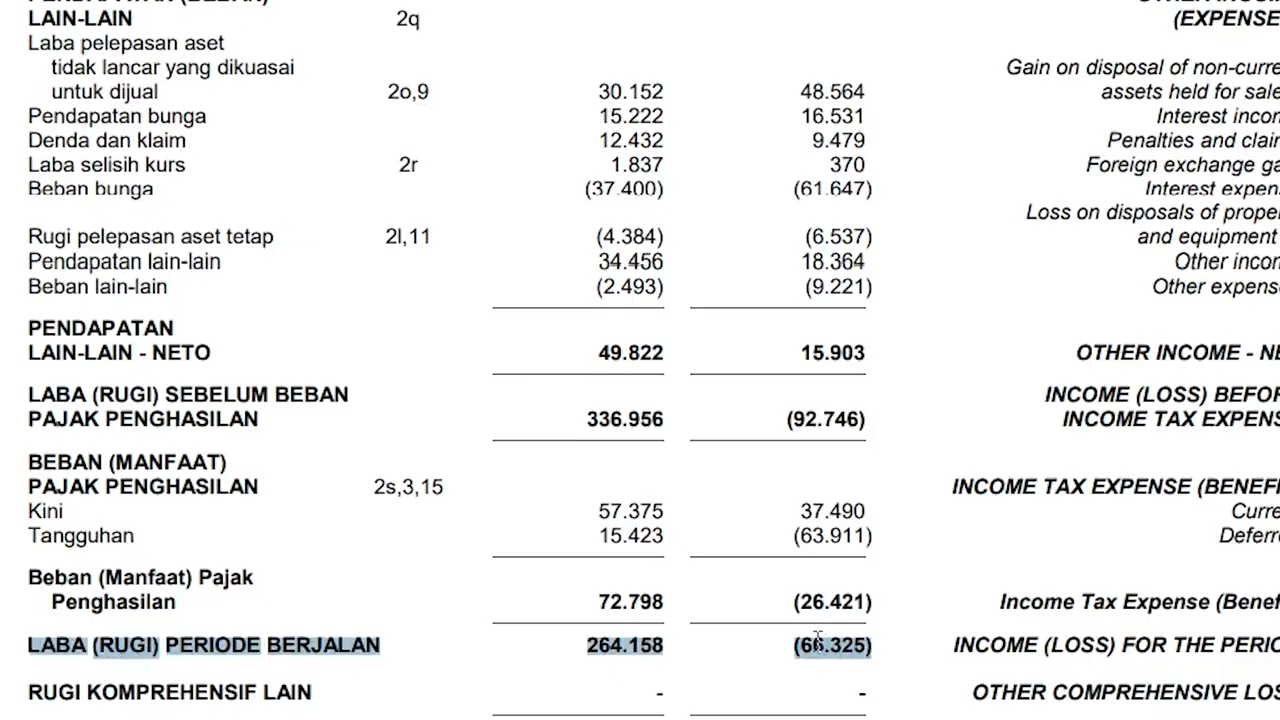 LAIN-LAIN 2q (EXPENSE
Laba pelepasan aset
tidak lancar yang dikuasai Gain on disposal of non-curre
untuk dijual 2o,9 30.152 48.564 assets held for sale
Pendapatan bunga 15.222 16.531 Interest incon
Denda dan klaim 12.432 9.479 Penalties and clain
Laba selisih kurs 2r 1.837 370 Foreign exchange ga
Beban bunga (37.400) (61.647) Interest expens
Loss on disposals of proper
Rugi pelepasan aset tetap 2l,11 (4.384) (6.537) and equipment
Pendapatan lain-lain 34.456 18.364 Other incon
Beban lain-lain (2.493) (9.221) Other expense
PENDAPATAN
LAIN-LAIN - NETO 49.822 15.903 OTHER INCOME - NE
LABA (RUGI) SEBELUM BEBAN INCOME (LOSS) BEFOR
PAJAK PENGHASILAN 336.956 (92.746) INCOME TAX EXPENS
BEBAN (MANFAAT)
PAJAK PENGHASILAN 2s,3,15 INCOME TAX EXPENSE (BENEFI
Kini 57.375 37.490 Curre
Tangguhan 15.423 (63.911) Deferre
Beban (Manfaat) Pajak
Penghasilan 72.798 (26.421) Income Tax Expense (Benef
LABA (RUGI) PERIODE BERJALAN 264.158 (66.325) INCOME (LOSS) FOR THE PERIO
RUGI KOMPREHENSIF LAIN - - OTHER COMPREHENSIVE LOS